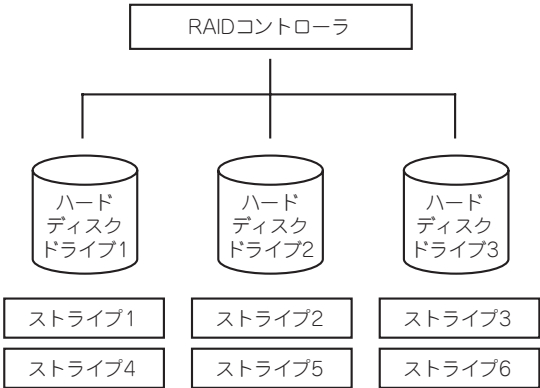 RAIDコントローラ
ハード
ディスク
ドライブ1
ハード
ディスク
ドライブ2
ハード
ディスク
ドライブ3
ストライプ1
ストライプ2
ストライプ3
ストライプ4
ストライプ5
ストライプ6